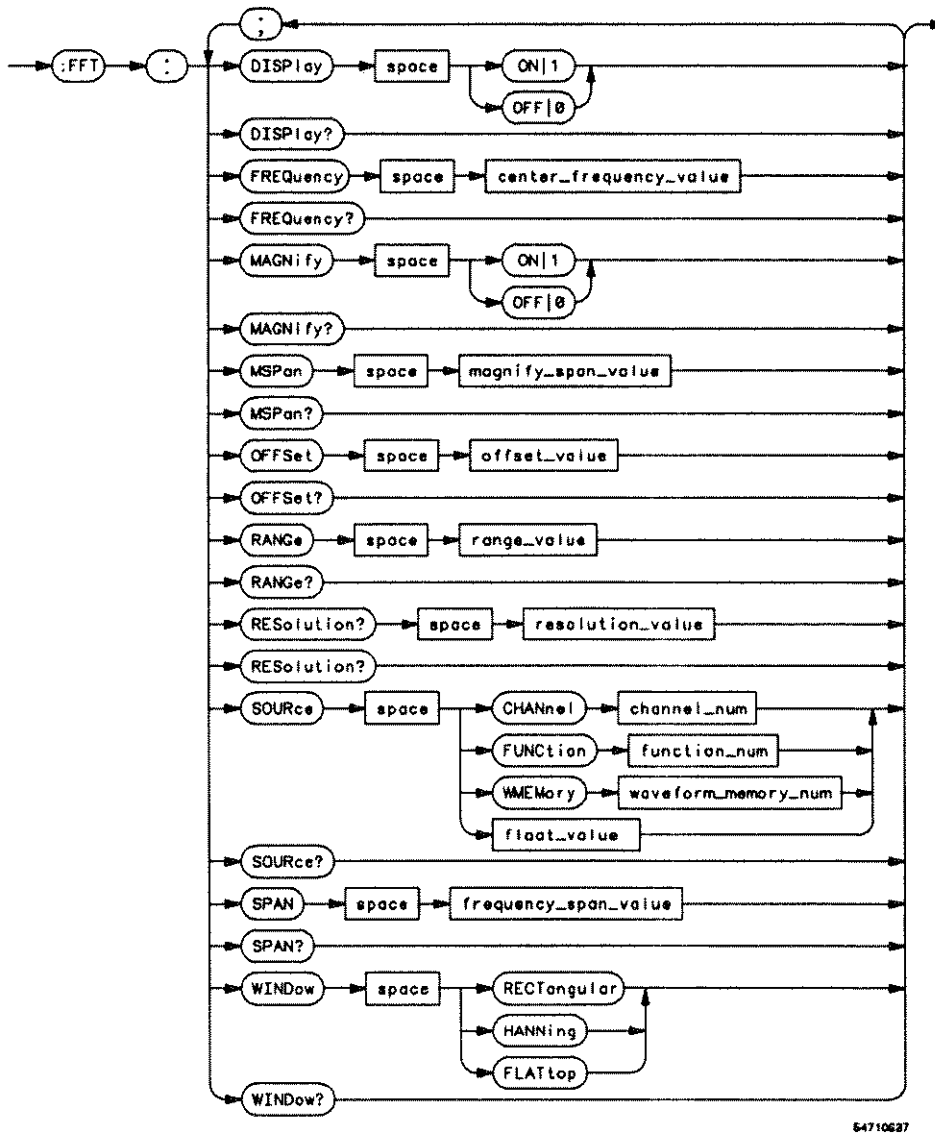 ;
:FFT : DISPlay space ON|1
OFF|0
DISPlay?
FREQuency space center_frequency_value
FREQuency?
MAGNify space ON|1
OFF|0
MAGNify?
MSPan space magnify_span_value
MSPan?
OFFSet space offset_value
OFFSet?
RANGe space range_value
RANGe?
RESolution? space resolution_value
RESolution?
SOURce space CHANnel channel_num
FUNCtion function_num
WMEMory waveform_memory_num
float_value
SOURce?
SPAN space frequency_span_value
SPAN?
WINDow space RECTangular
HANNing
FLATtop
WINDow?
54710637